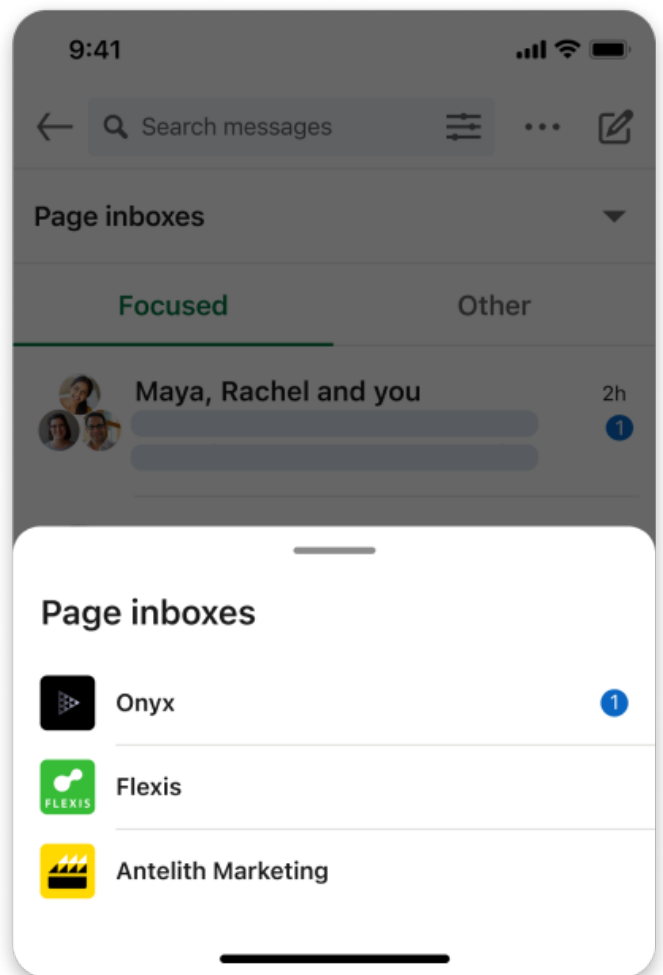 9:41
Search messages
Page inboxes
Focused Other
Maya, Rachel and you 2h
1
Page inboxes
Onyx 1
FLEXIS Flexis
Antelith Marketing